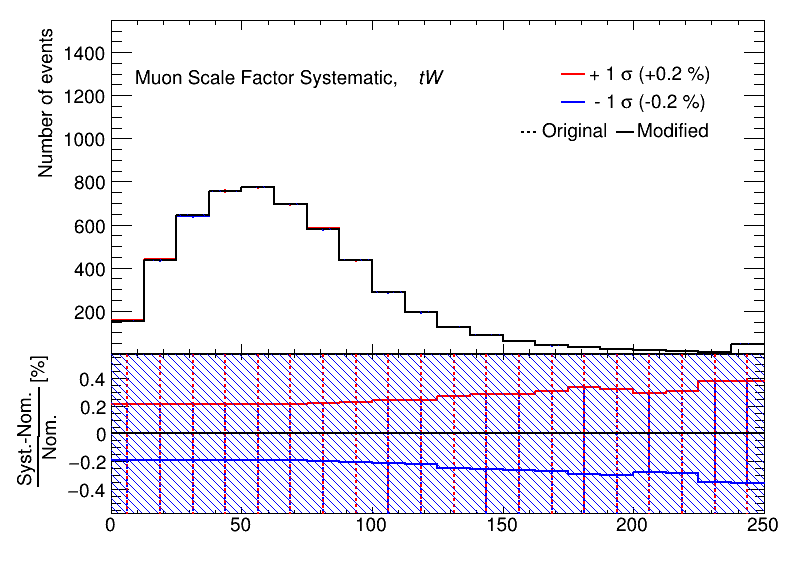 Number of events
1400
1200
1000
800
600
400
200
Muon Scale Factor Systematic, tW
+ 1 σ (+0.2 %)
- 1 σ (-0.2 %)
Original Modified
Syst.-Nom. [%]
Nom.
0.4
0.2
0
−0.2
−0.4
0 50 100 150 200 250